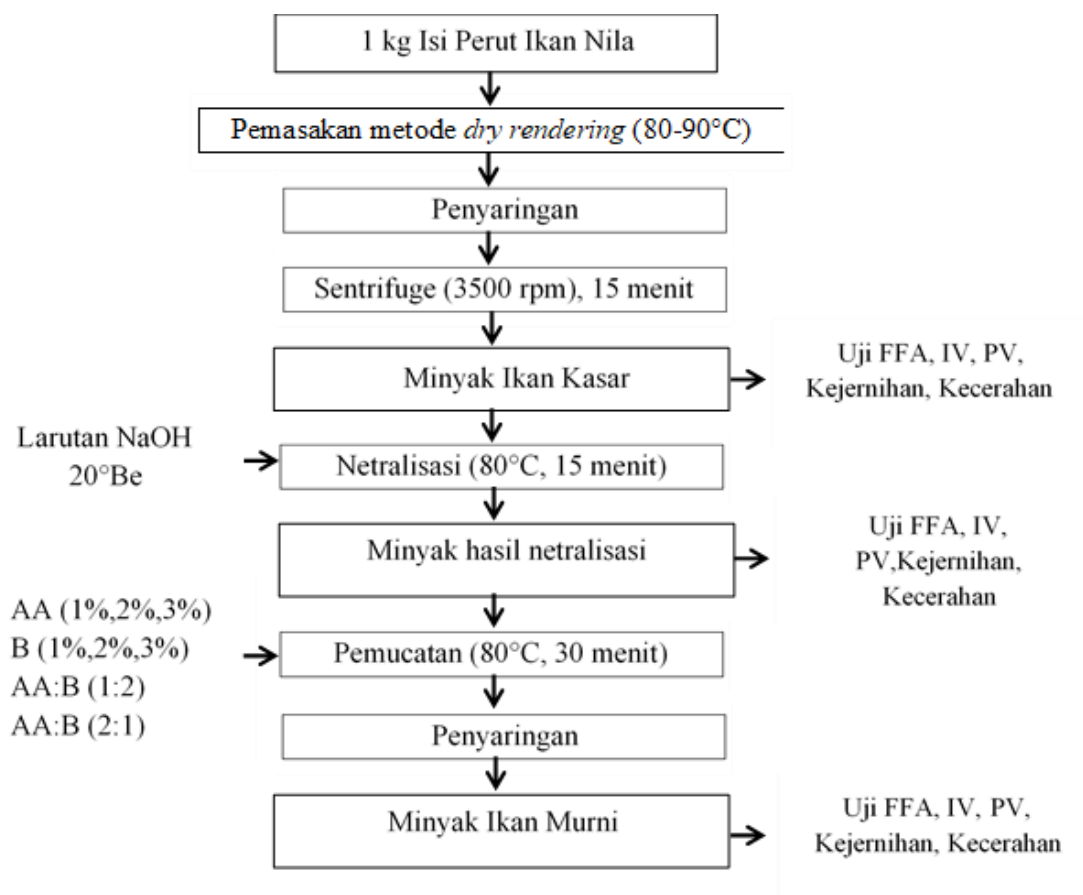 1 kg Isi Perut Ikan Nila
Pemasakan metode dry rendering (80-90°C)
Penyaringan
Sentrifuge (3500 rpm), 15 menit
Minyak Ikan Kasar
Uji FFA, IV, PV,
Kejernihan, Kecerahan
Larutan NaOH
20°Be
Netralisasi (80°C, 15 menit)
Minyak hasil netralisasi
Uji FFA, IV,
PV,Kejernihan,
Kecerahan
AA (1%,2%,3%)
B (1%,2%,3%)
AA:B (1:2)
AA:B (2:1)
Pemucatan (80°C, 30 menit)
Penyaringan
Minyak Ikan Murni
Uji FFA, IV, PV,
Kejernihan, Kecerahan